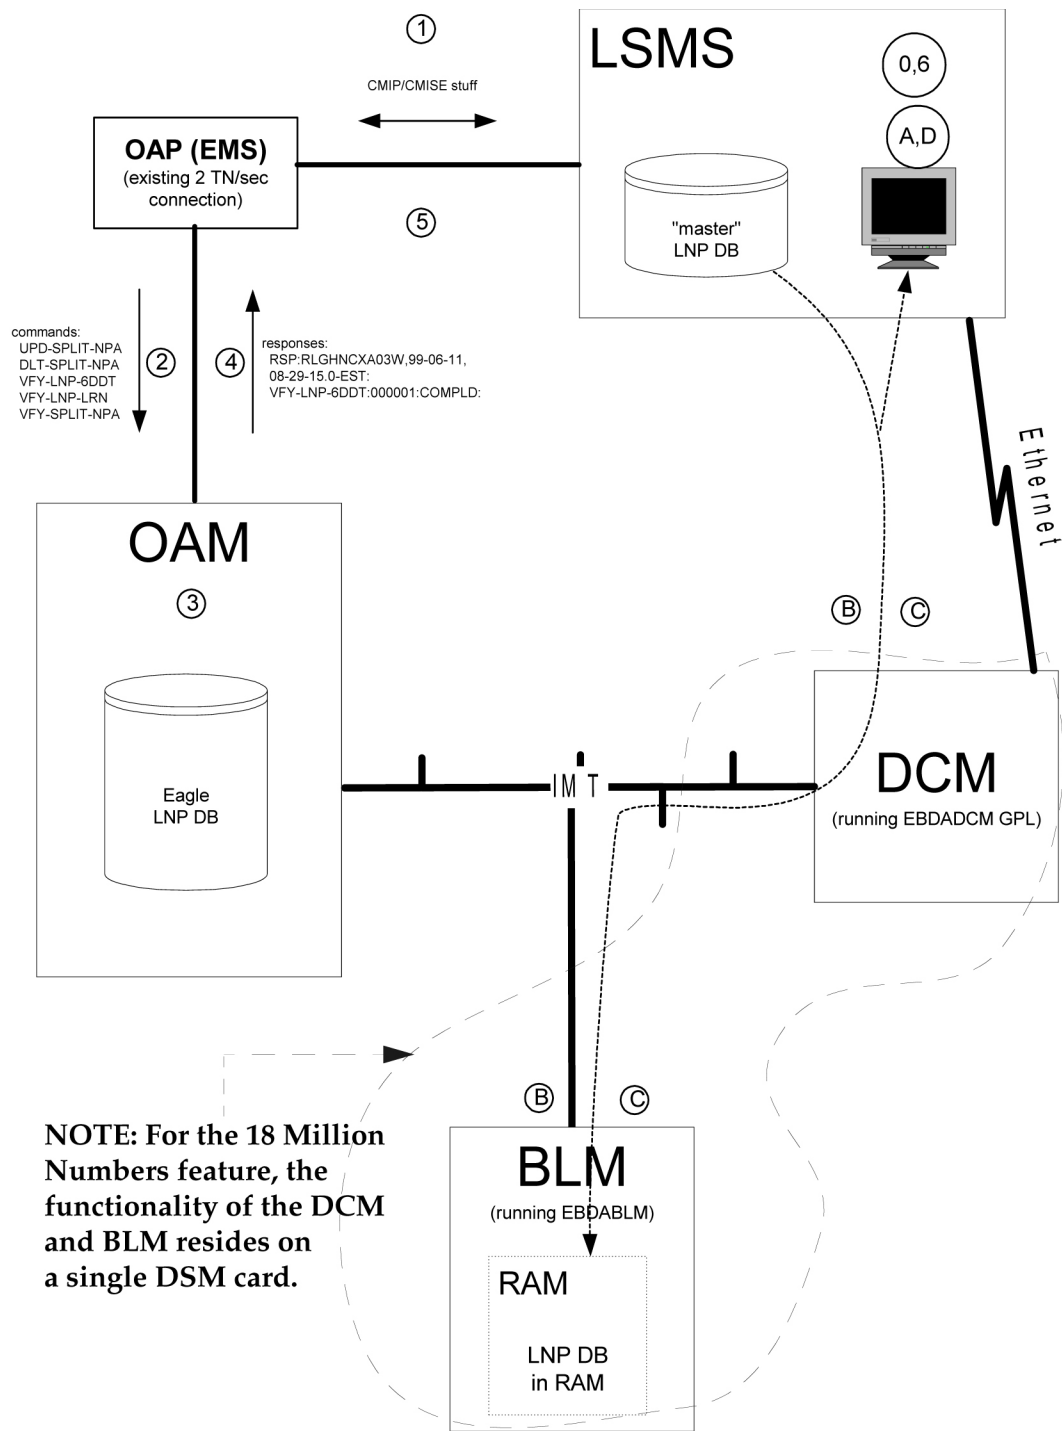 1
LSMS
0,6
CMIP/CMISE stuff
A,D
OAP (EMS)
(existing 2 TN/sec
connection)
5
"master"
LNP DB
commands:
UPD-SPLIT-NPA
DLT-SPLIT-NPA
VFY-LNP-6DDT
VFY-LNP-LRN
VFY-SPLIT-NPA
2
4
responses:
RSP:RLGHNCXA03W,99-06-11,
08-29-15.0-EST:
VFY-LNP-6DDT:000001:COMPLD:
Ethernet
OAM
3
B
C
Eagle
LNP DB
IMT
DCM
(running EBDADCM GPL)
B
C
NOTE: For the 18 Million
Numbers feature, the
functionality of the DCM
and BLM resides on
a single DSM card.
BLM
(running EBDABLM)
RAM
LNP DB
in RAM